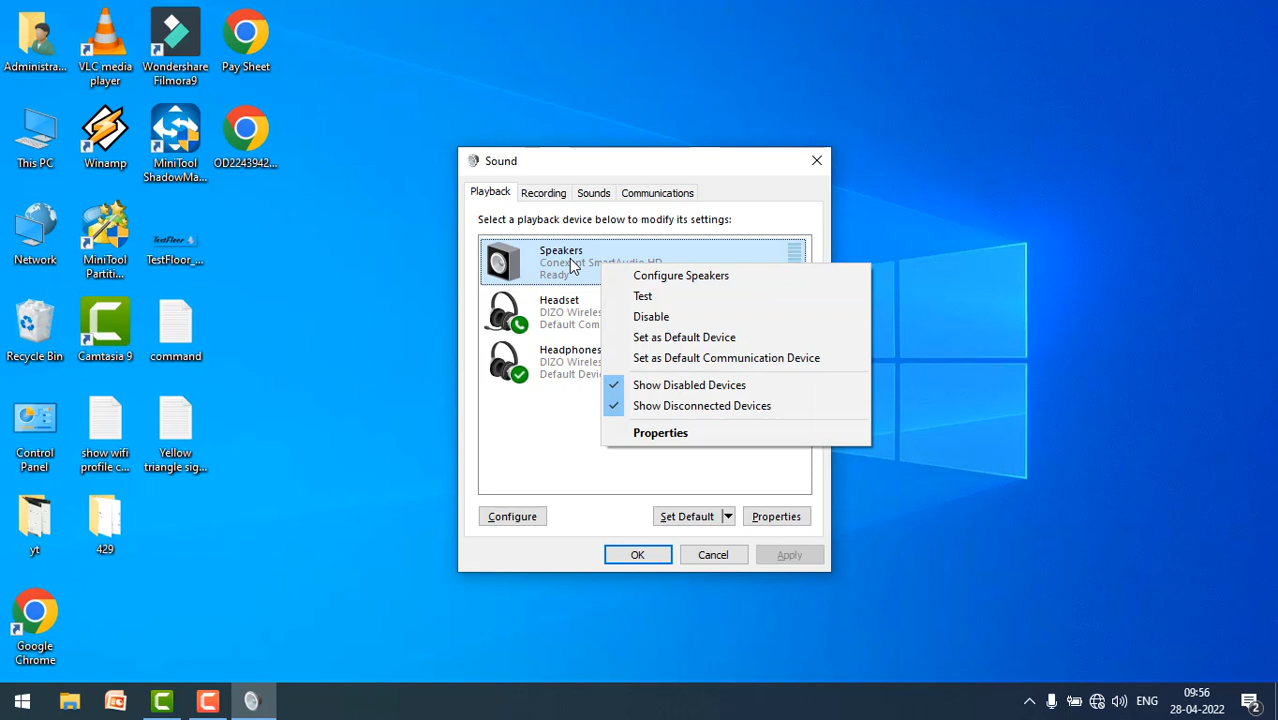 Administra...
VLC media
player
Wondershare
Filmora9
Pay Sheet
This PC
Winamp
MiniTool
ShadowMa...
OD2243942...
Network
MiniTool
Partiti...
TestFloor
TestFloor_...
Recycle Bin
Camtasia 9
command
Control
Panel
show wifi
profile c...
Yellow
triangle sig...
yt
429
Google
Chrome
Sound
Playback
Recording
Sounds
Communications
Select a playback device below to modify its settings:
Speakers
Conexant SmartAudio HD
Ready
Headset
DIZO Wireles
Default Com
Headphones
DIZO Wireles
Default Devi
Configure Speakers
Test
Disable
Set as Default Device
Set as Default Communication Device
Show Disabled Devices
Show Disconnected Devices
Properties
Configure
Set Default
Properties
OK
Cancel
Apply
ENG
09:56
28-04-2022
2